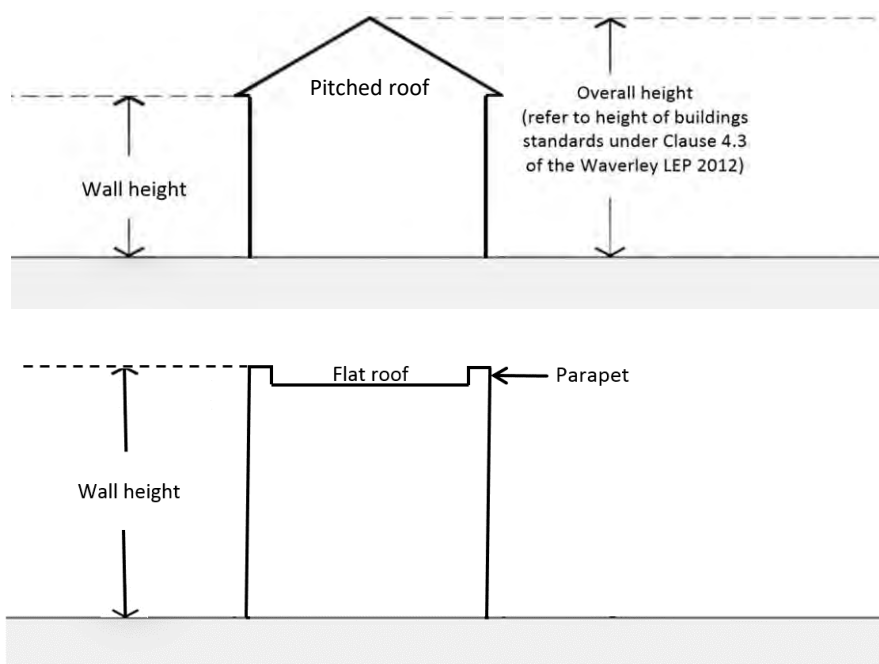 Pitched roof
Overall height
(refer to height of buildings
standards under Clause 4.3
of the Waverley LEP 2012)
Wall height
Flat roof
Parapet
Wall height